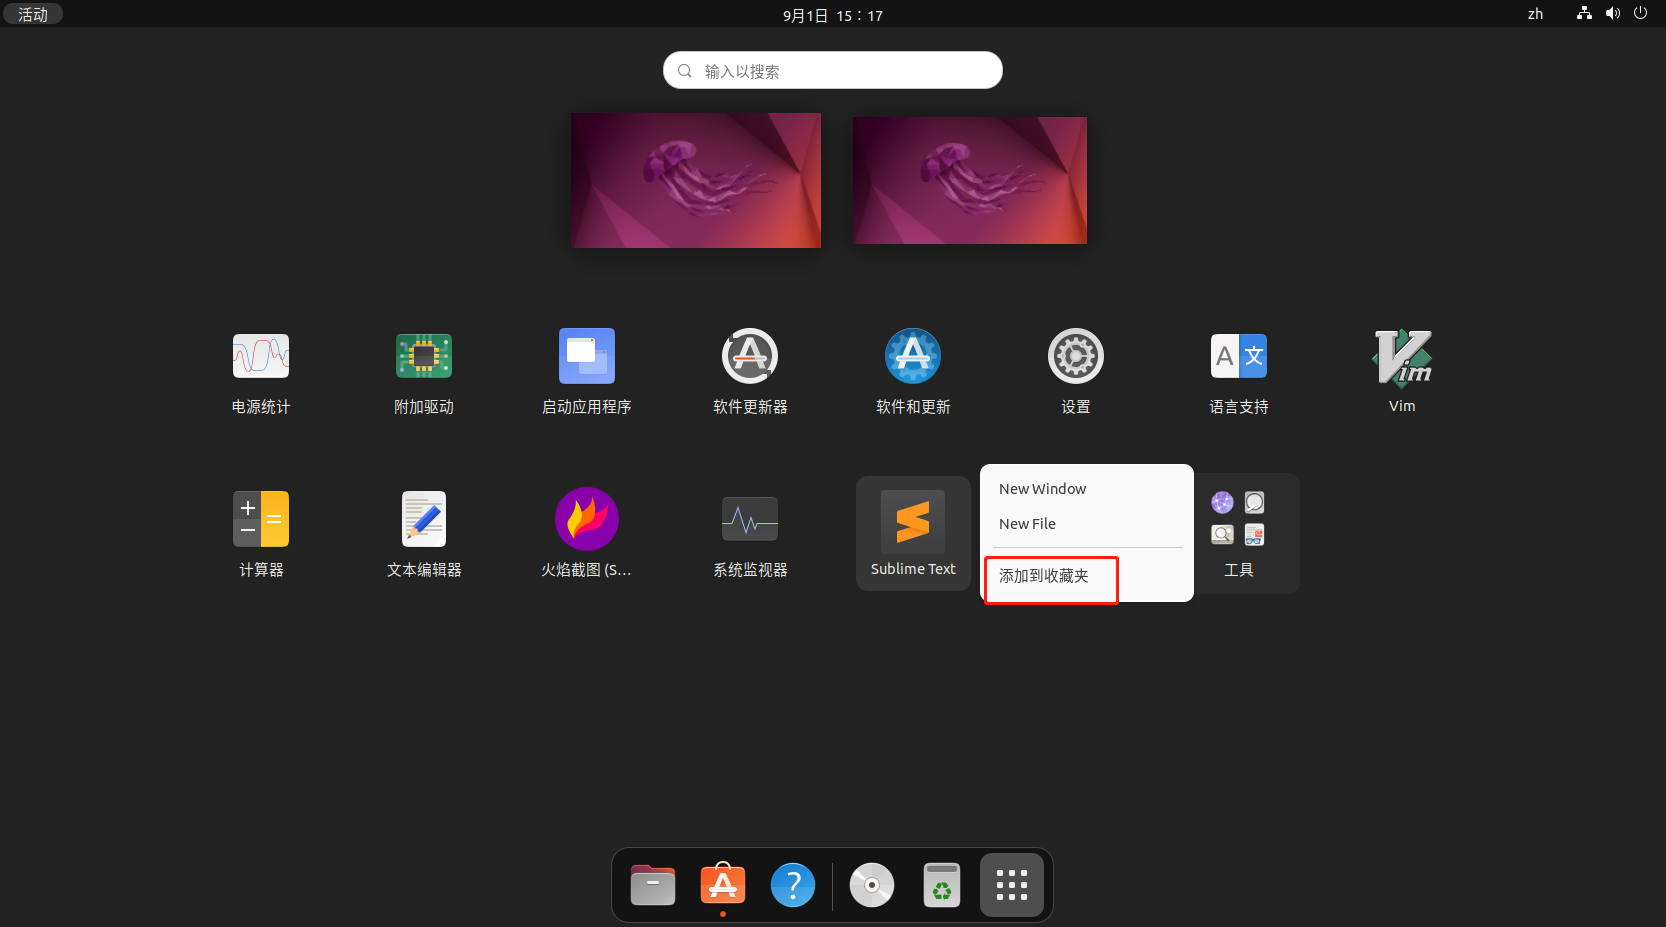 活动
9月1日 15：17
zh
输入以搜索
电源统计
附加驱动
启动应用程序
软件更新器
软件和更新
设置
语言支持
Vim
计算器
文本编辑器
火焰截图 (S...
系统监视器
Sublime Text
New Window
New File
添加到收藏夹
工具